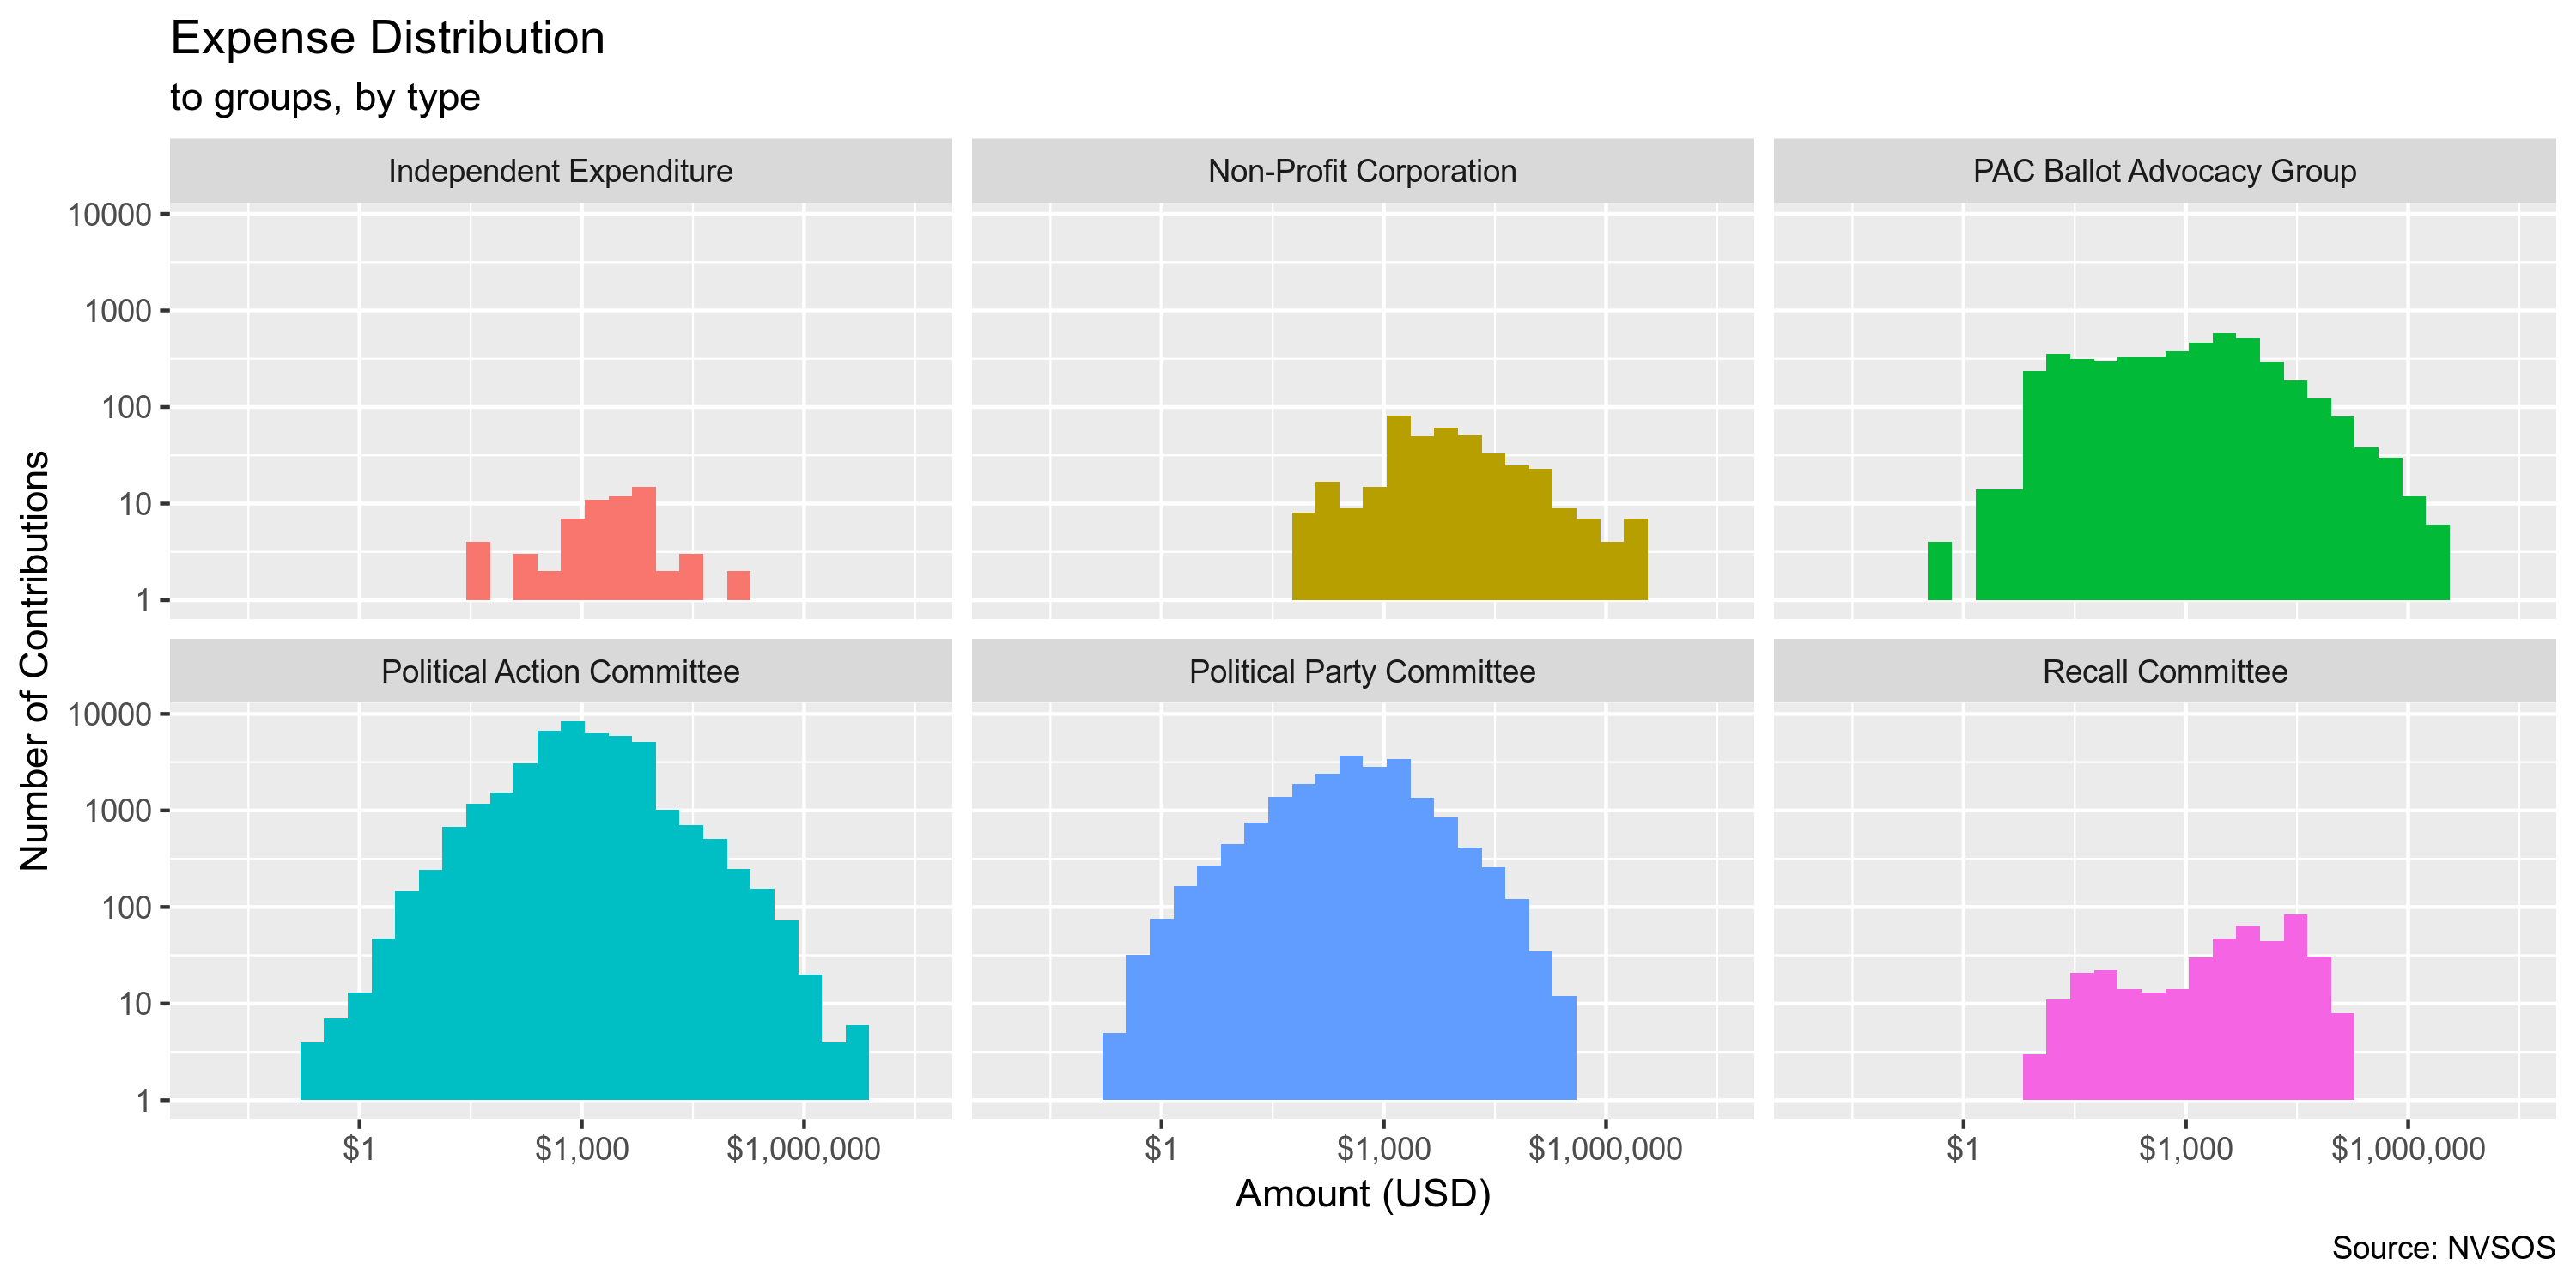 Expense Distribution
to groups, by type
Independent Expenditure
Non-Profit Corporation
PAC Ballot Advocacy Group
10000
1000
100
10
1
Political Action Committee
Political Party Committee
Recall Committee
10000
1000
100
10
1
Number of Contributions
$1
$1,000
$1,000,000
$1
$1,000
$1,000,000
$1
$1,000
$1,000,000
Amount (USD)
Source: NVSOS